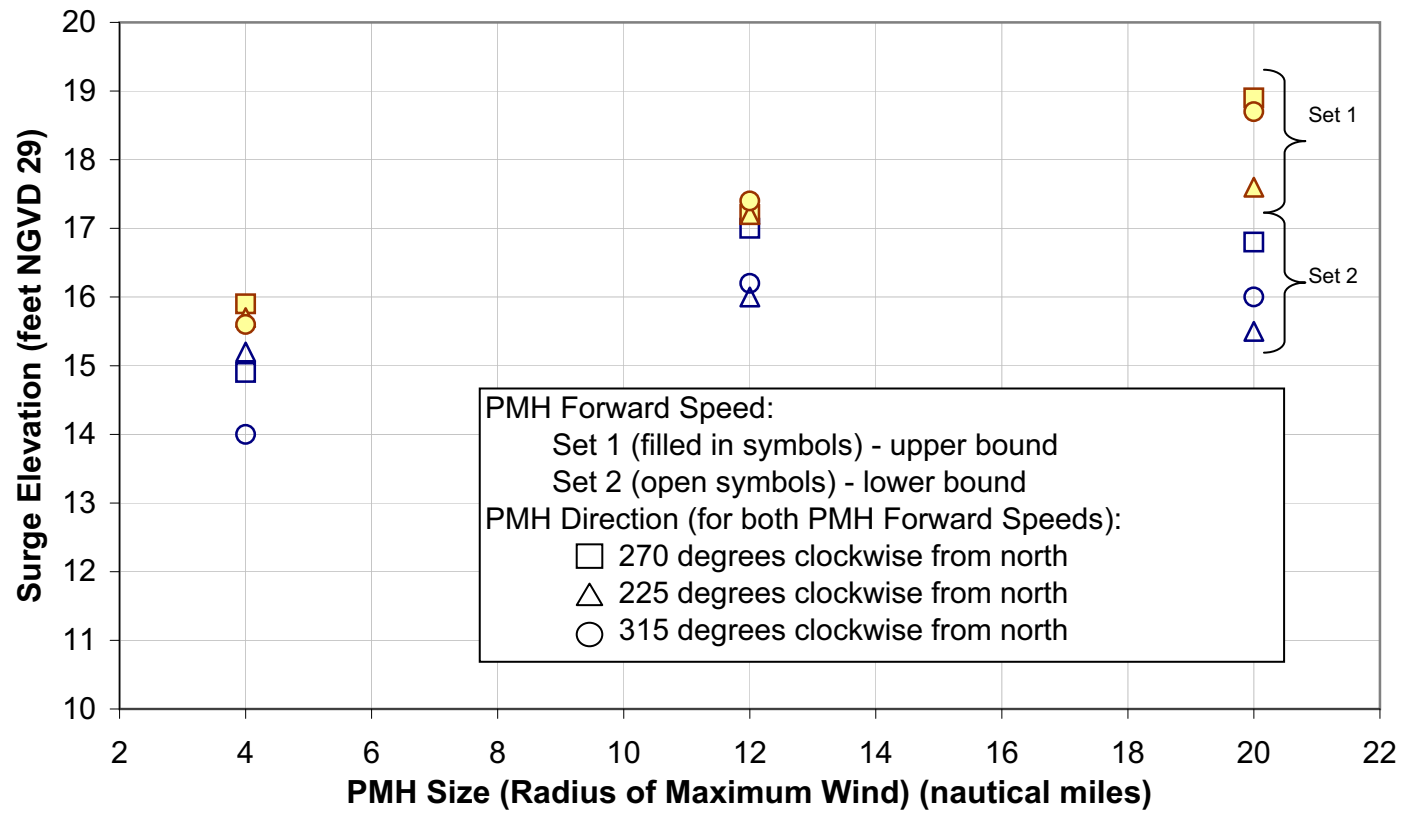 20
19
18
17
16
15
14
13
12
11
10
Surge Elevation (feet NGVD 29)
Set 1
Set 2
PMH Forward Speed:
Set 1 (filled in symbols) - upper bound
Set 2 (open symbols) - lower bound
PMH Direction (for both PMH Forward Speeds):
270 degrees clockwise from north
225 degrees clockwise from north
315 degrees clockwise from north
2 4 6 8 10 12 14 16 18 20 22
PMH Size (Radius of Maximum Wind) (nautical miles)